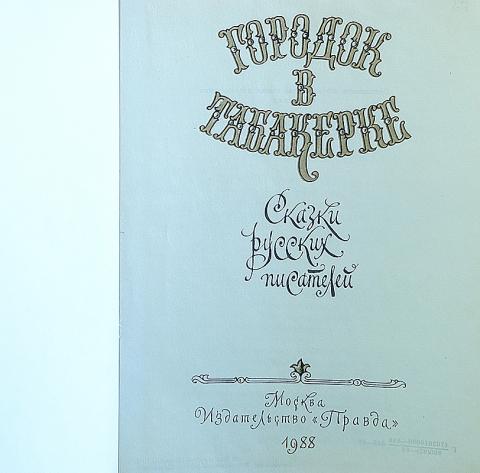 ГОРОДОК
В
ТАБАКЕРКЕ
Сказки
русских
писателей
Москва
Издательство «Правда»
1988